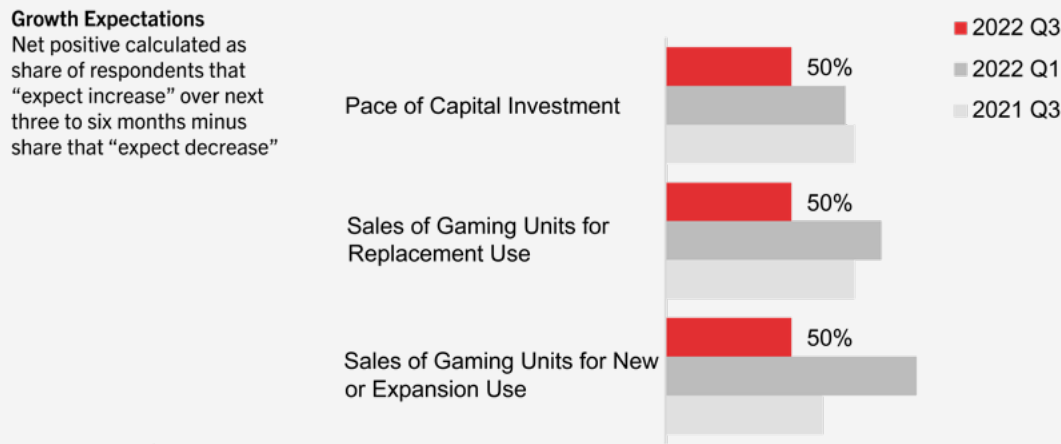 Growth Expectations
Net positive calculated as
share of respondents that
“expect increase” over next
three to six months minus
share that “expect decrease”
2022 Q3
2022 Q1
2021 Q3
Pace of Capital Investment
50%
Sales of Gaming Units for
Replacement Use
50%
Sales of Gaming Units for New
or Expansion Use
50%